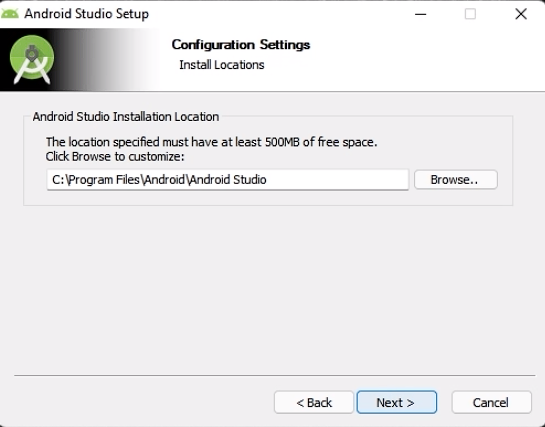 Android Studio Setup
Configuration Settings
Install Locations
Android Studio Installation Location
The location specified must have at least 500MB of free space.
Click Browse to customize:
C:\Program Files\Android\Android Studio
Browse..
< Back
Next >
Cancel